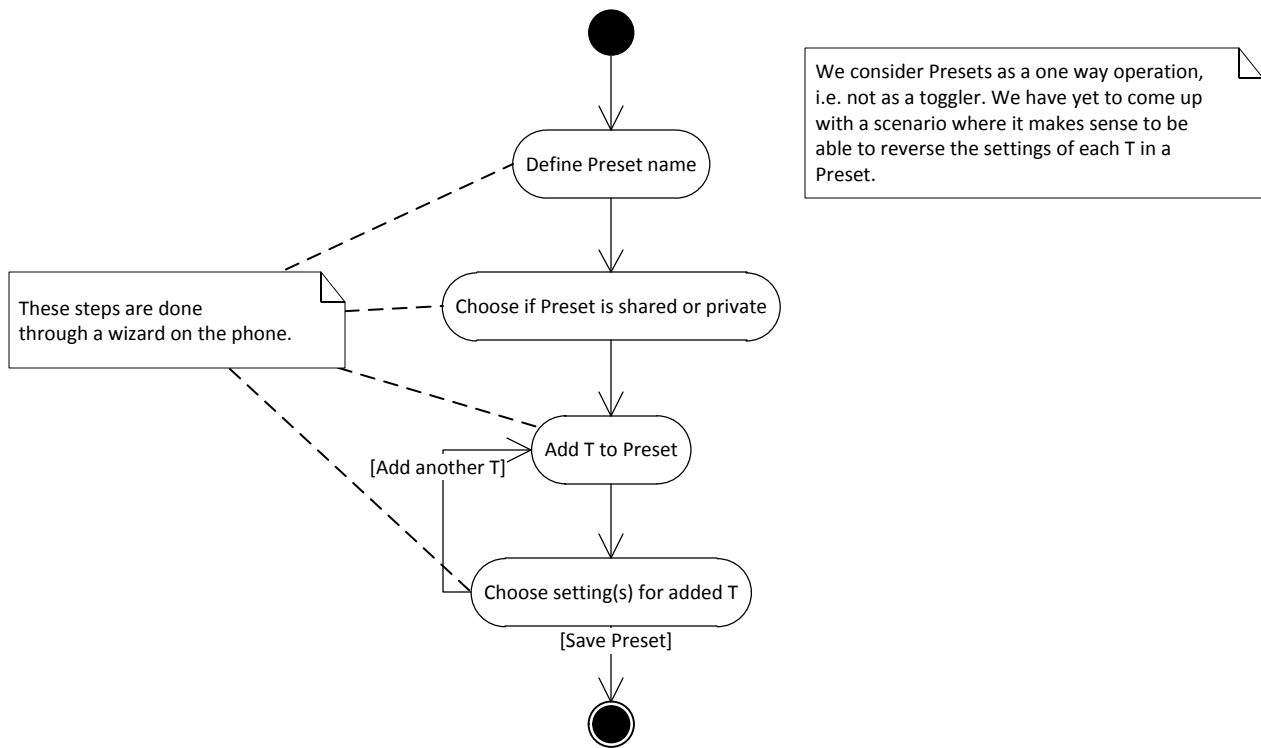 We consider Presets as a one way operation,
i.e. not as a toggler. We have yet to come up
with a scenario where it makes sense to be
able to reverse the settings of each T in a
Preset.
Define Preset name
These steps are done
through a wizard on the phone.
Choose if Preset is shared or private
Add T to Preset
[Add another T]
Choose setting(s) for added T
[Save Preset]